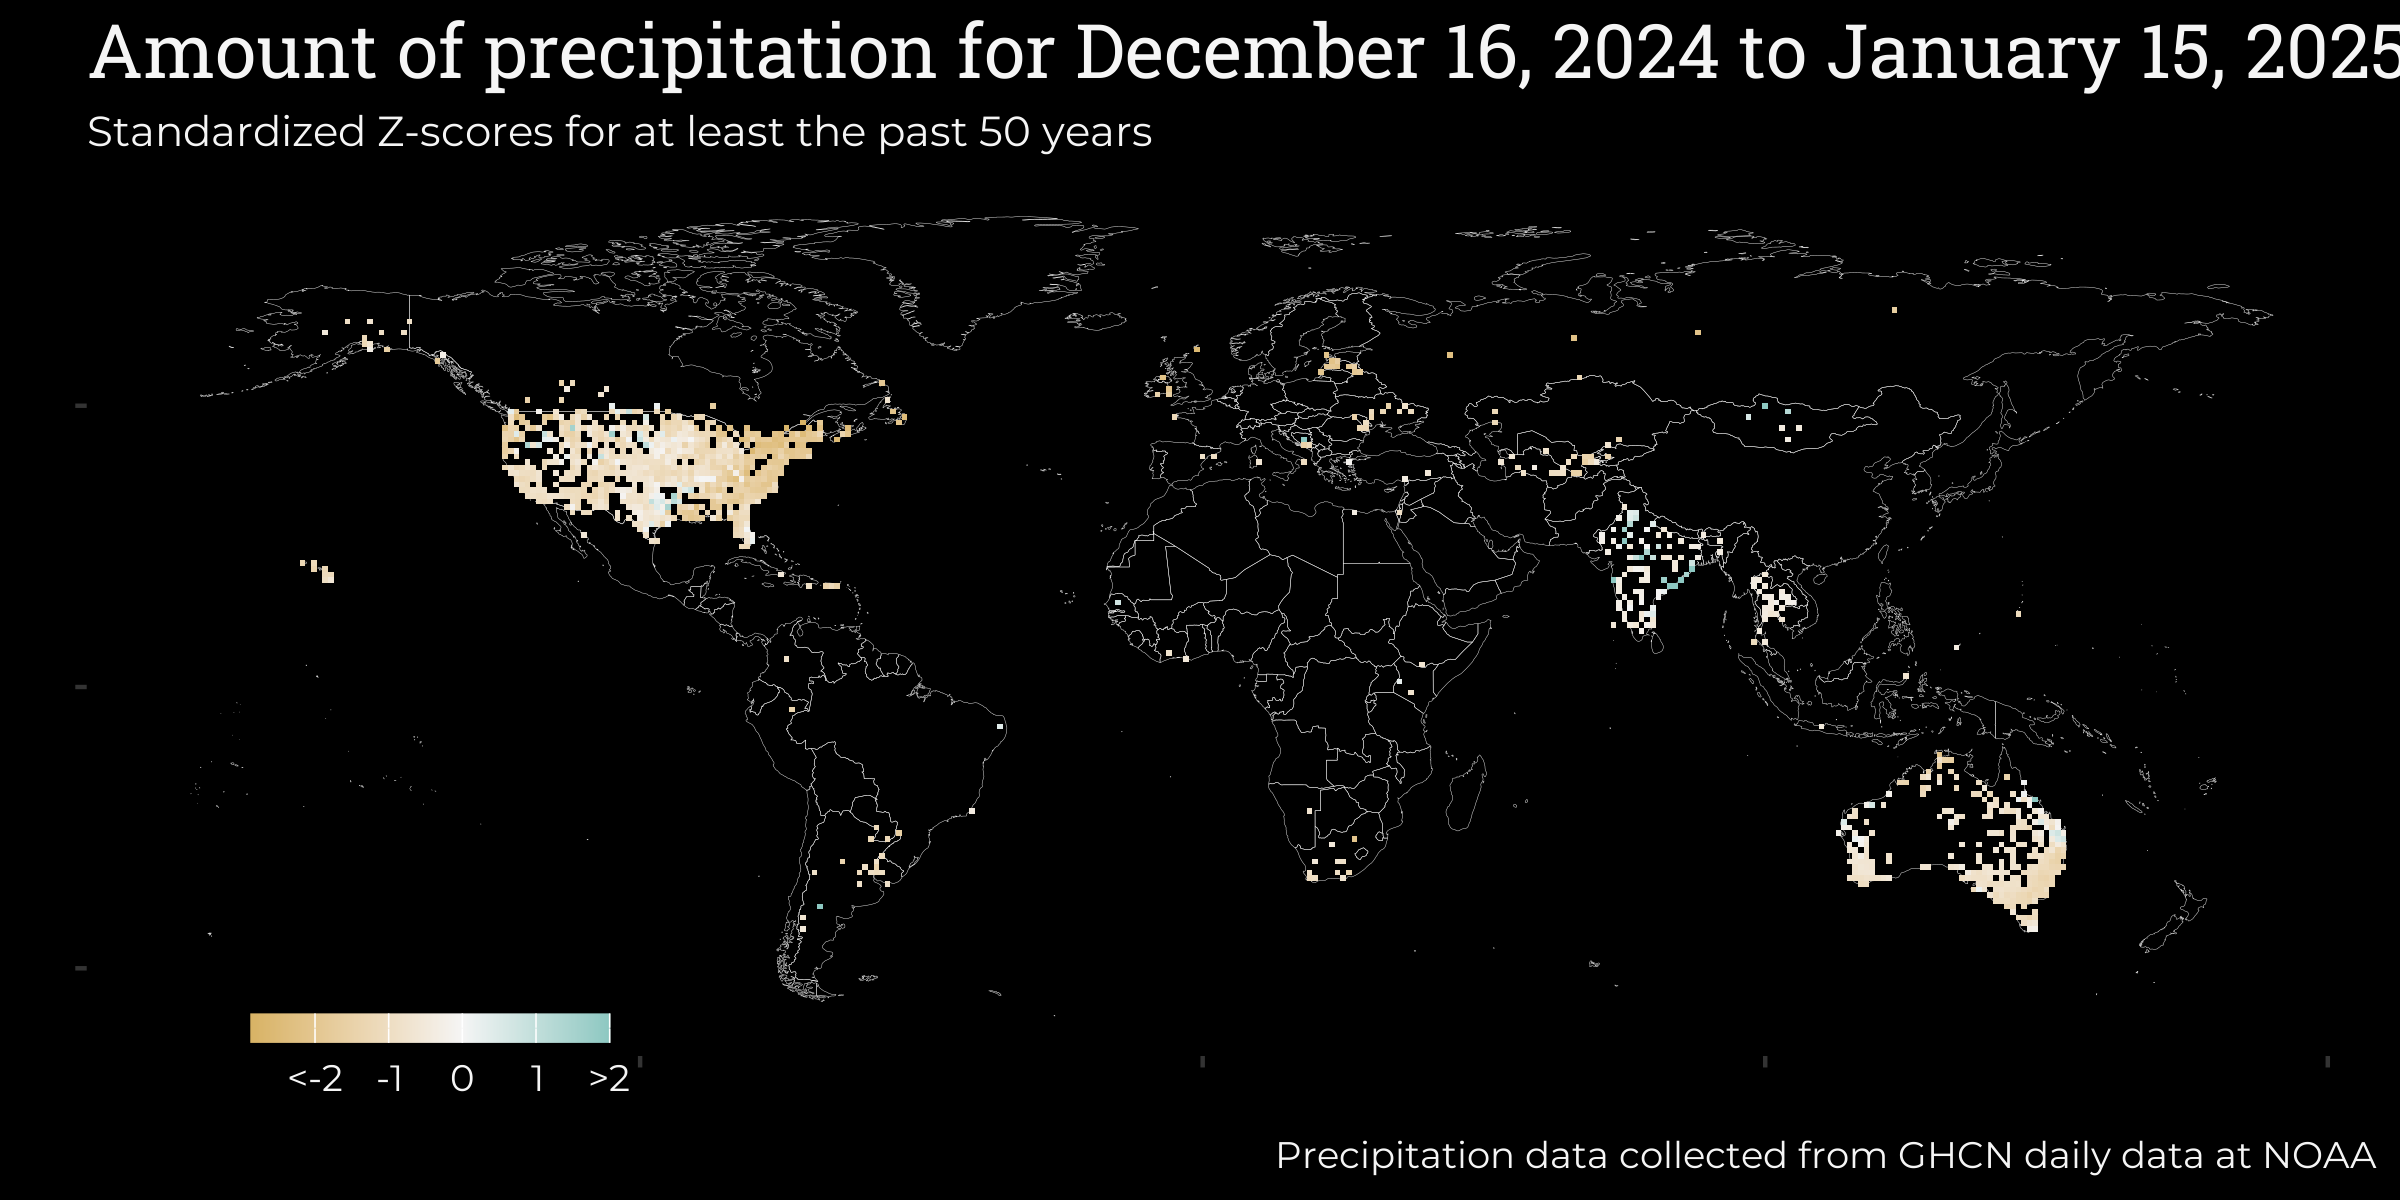 Amount of precipitation for December 16, 2024 to January 15, 2025
Standardized Z-scores for at least the past 50 years
<-2 -1 0 1 >2
Precipitation data collected from GHCN daily data at NOAA